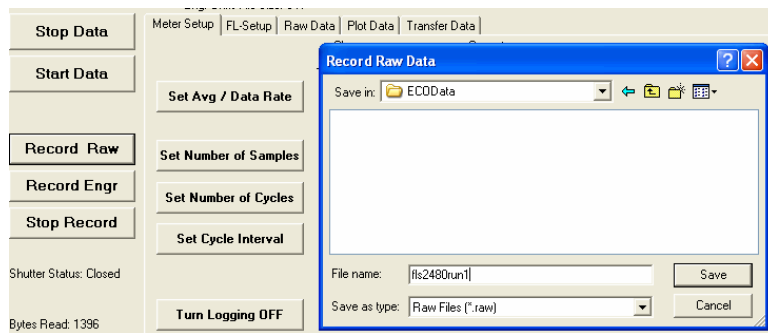 Stop Data
Start Data
Record Raw
Record Engr
Stop Record
Shutter Status: Closed
Bytes Read: 1396
Meter Setup FL-Setup Raw Data Plot Data Transfer Data
Set Avg / Data Rate
Set Number of Samples
Set Number of Cycles
Set Cycle Interval
Turn Logging OFF
Record Raw Data
Save in: ECOData
File name: fls2480run1
Save
Save as type: Raw Files (*.raw)
Cancel